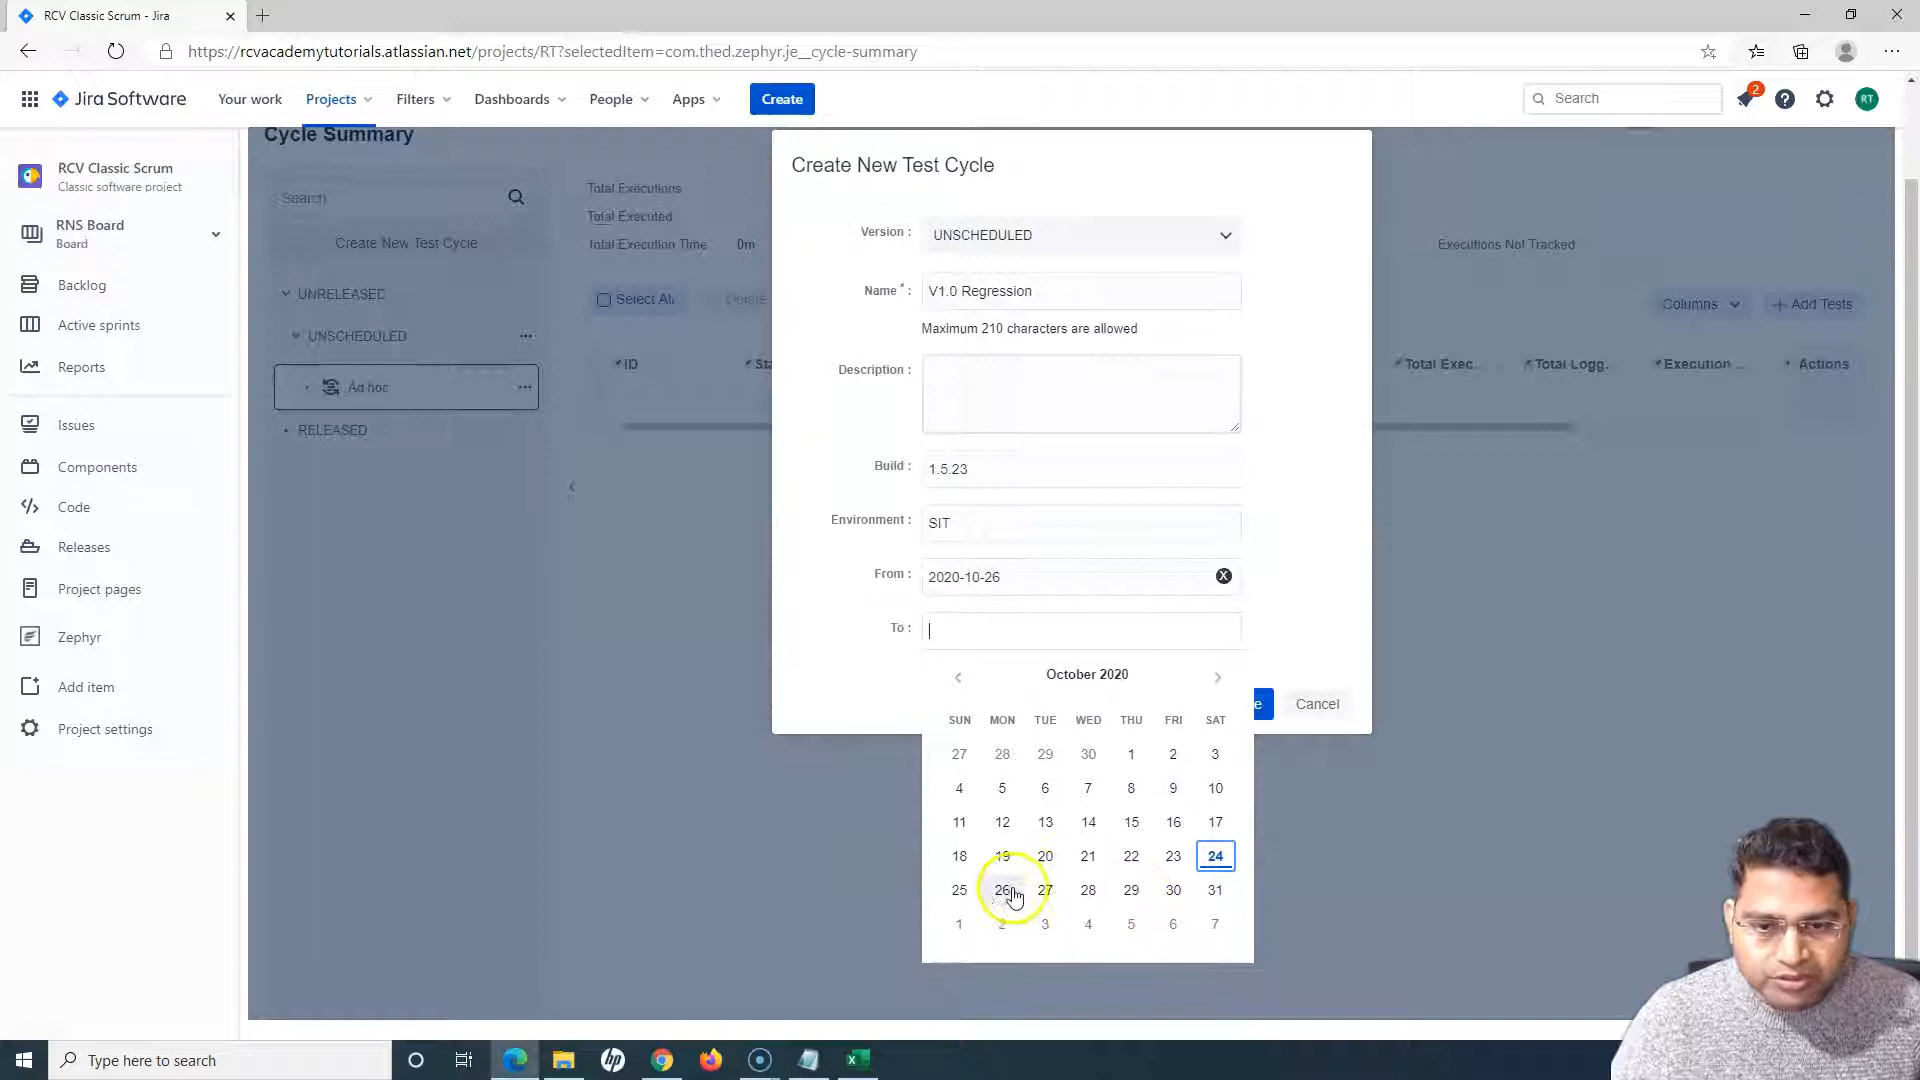 RCV Classic Scrum - Jira
https://rcvacademytutorials.atlassian.net/projects/RT?selectedItem=com.thed.zephyr.je__cycle-summary
Jira Software
Your work
Projects
Filters
Dashboards
People
Apps
Create
Search
2
RT
RCV Classic Scrum
Classic software project
RNS Board
Board
Backlog
Active sprints
Reports
Issues
Components
Code
Releases
Project pages
Zephyr
Add item
Project settings
Cycle Summary
Search
Create New Test Cycle
UNRELEASED
UNSCHEDULED
Ad hoc
RELEASED
Total Executions
Total Executed
Total Execution Time 0m
Executions Not Tracked
Select All
Delete
Columns
Add Tests
ID
Sta
Total Exec...
Total Logg.
Execution ...
Actions
Create New Test Cycle
Version : UNSCHEDULED
Name * : V1.0 Regression
Maximum 210 characters are allowed
Description :
Build : 1.5.23
Environment : SIT
From : 2020-10-26 X
To :
October 2020
SUN MON TUE WED THU FRI SAT
27 28 29 30 1 2 3
4 5 6 7 8 9 10
11 12 13 14 15 16 17
18 19 20 21 22 23 24
25 26 27 28 29 30 31
1 2 3 4 5 6 7
e
Cancel
Type here to search
hp